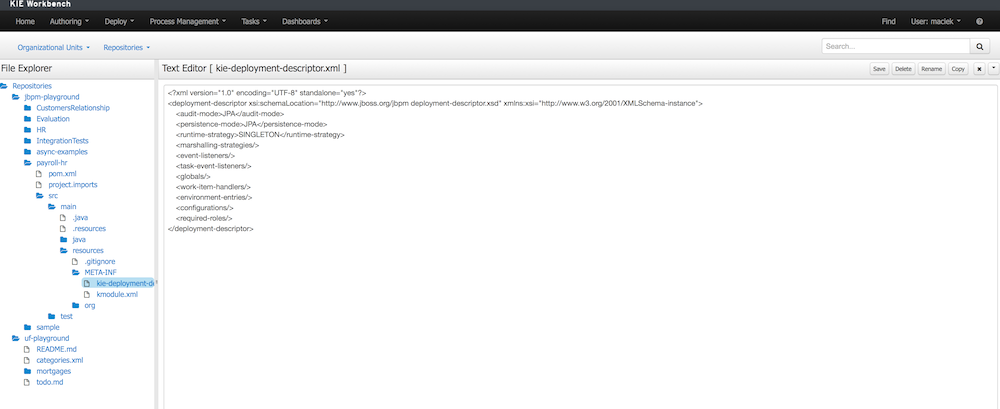 KIE Workbench
Home Authoring Deploy Process Management Tasks Dashboards Find User: maciek
Organizational Units Repositories Search...
File Explorer
Text Editor [ kie-deployment-descriptor.xml ]
Save Delete Rename Copy
Repositories
jbpm-playground
CustomersRelationship
Evaluation
HR
IntegrationTests
async-examples
payroll-hr
pom.xml
project.imports
src
main
.java
.resources
java
resources
.gitignore
META-INF
kie-deployment-de
kmodule.xml
org
test
sample
uf-playground
README.md
categories.xml
mortgages
todo.md
<?xml version="1.0" encoding="UTF-8" standalone="yes"?>
<deployment-descriptor xsi:schemaLocation="http://www.jboss.org/jbpm deployment-descriptor.xsd" xmlns:xsi="http://www.w3.org/2001/XMLSchema-instance">
<audit-mode>JPA</audit-mode>
<persistence-mode>JPA</persistence-mode>
<runtime-strategy>SINGLETON</runtime-strategy>
<marshalling-strategies/>
<event-listeners/>
<task-event-listeners/>
<globals/>
<work-item-handlers/>
<environment-entries/>
<configurations/>
<required-roles/>
</deployment-descriptor>